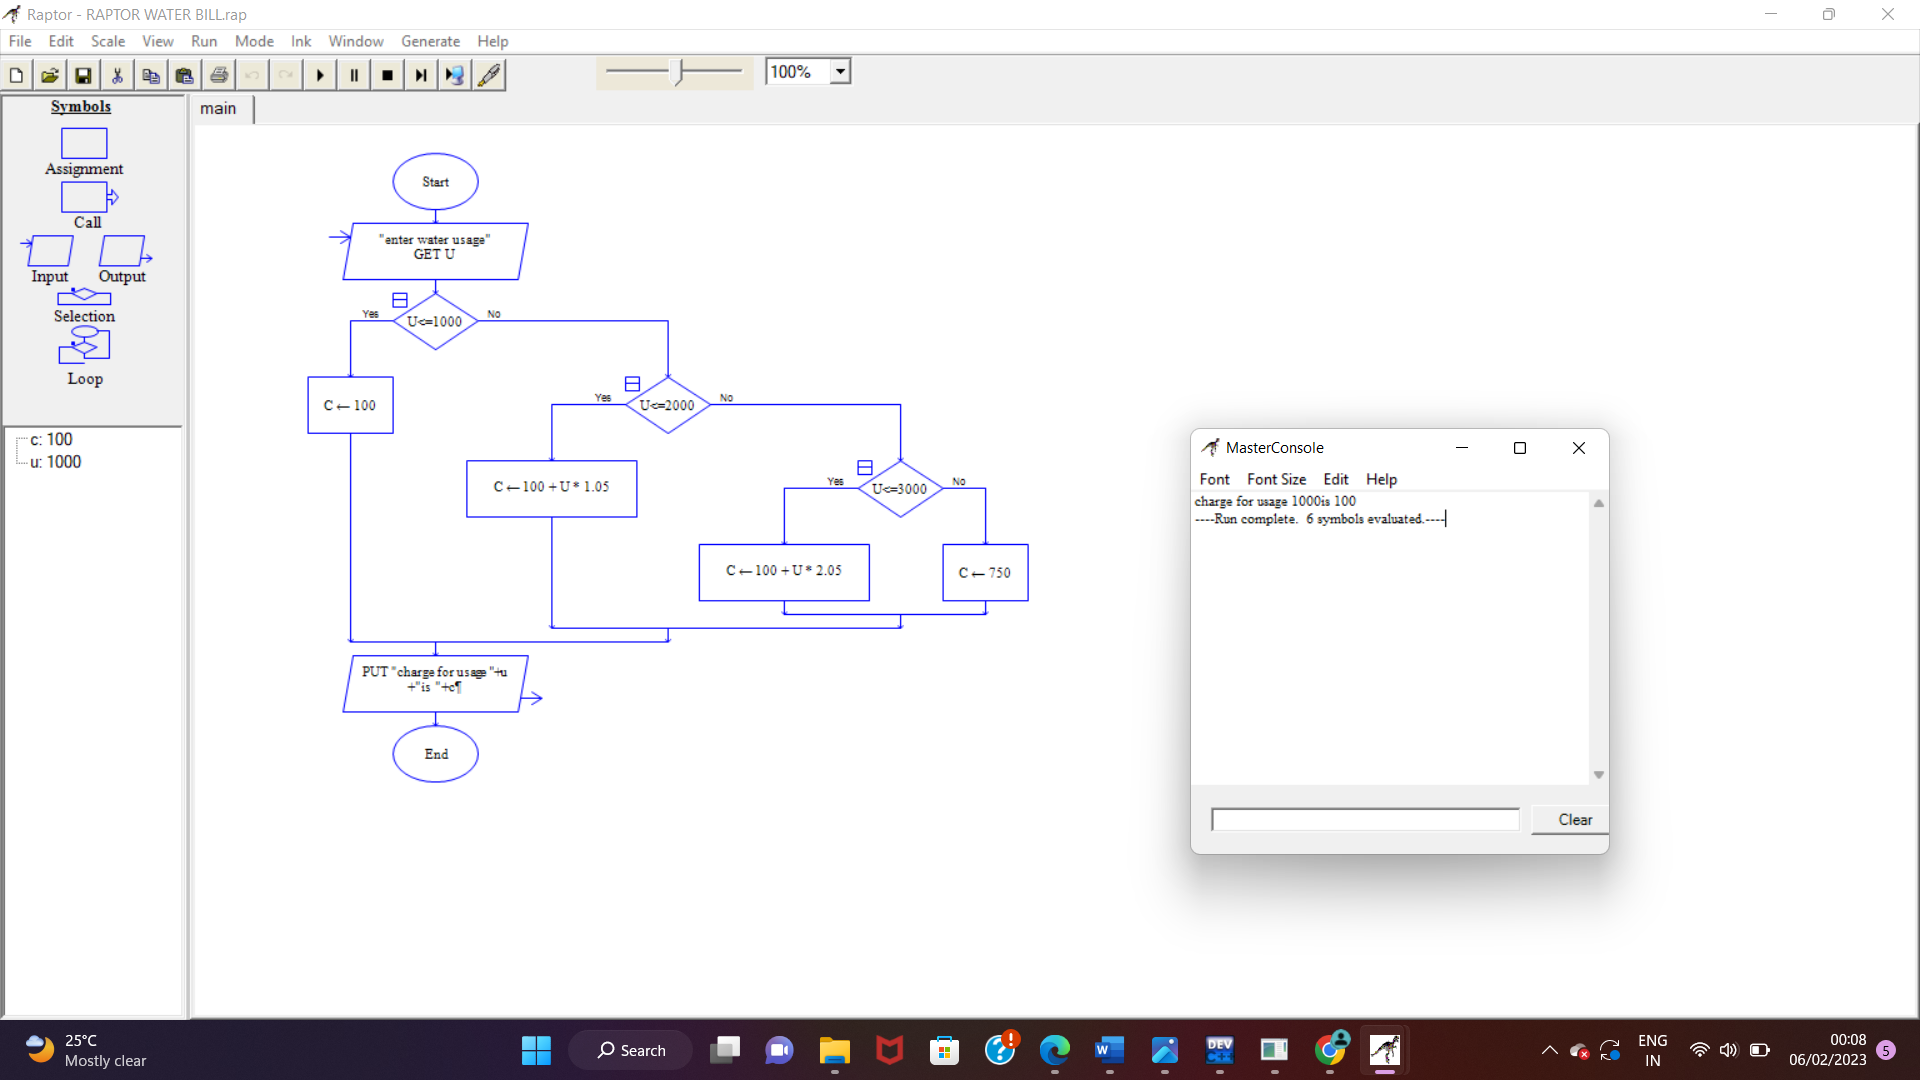 Raptor - RAPTOR WATER BILL.rap
File Edit Scale View Run Mode Ink Window Generate Help
100%
Symbols
Assignment
Call
Input Output
Selection
Loop
c: 100
u: 1000
main
Start
"enter water usage"
GET U
Yes U<=1000 No
C ← 100
Yes U<=2000 No
C ← 100 + U * 1.05
Yes U<=3000 No
C ← 100 + U * 2.05
C ← 750
PUT "charge for usage "+u
+"is "+c¶
End
MasterConsole
Font Font Size Edit Help
charge for usage 1000is 100
----Run complete.  6 symbols evaluated.----
Clear
25°C
Mostly clear
Search
DEV
C++
ENG
IN
00:08
06/02/2023
5